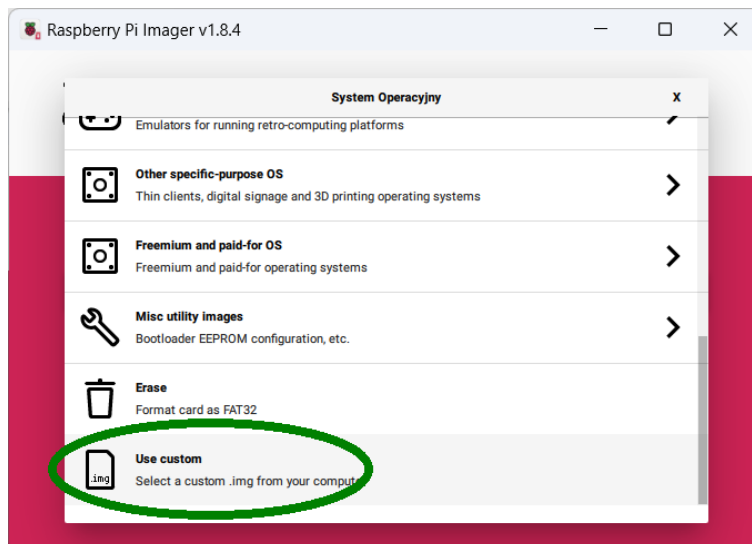 Raspberry Pi Imager v1.8.4
System Operacyjny
X
Emulators for running retro-computing platforms
Other specific-purpose OS
Thin clients, digital signage and 3D printing operating systems
Freemium and paid-for OS
Freemium and paid-for operating systems
Misc utility images
Bootloader EEPROM configuration, etc.
Erase
Format card as FAT32
Use custom
.img
Select a custom .img from your compute